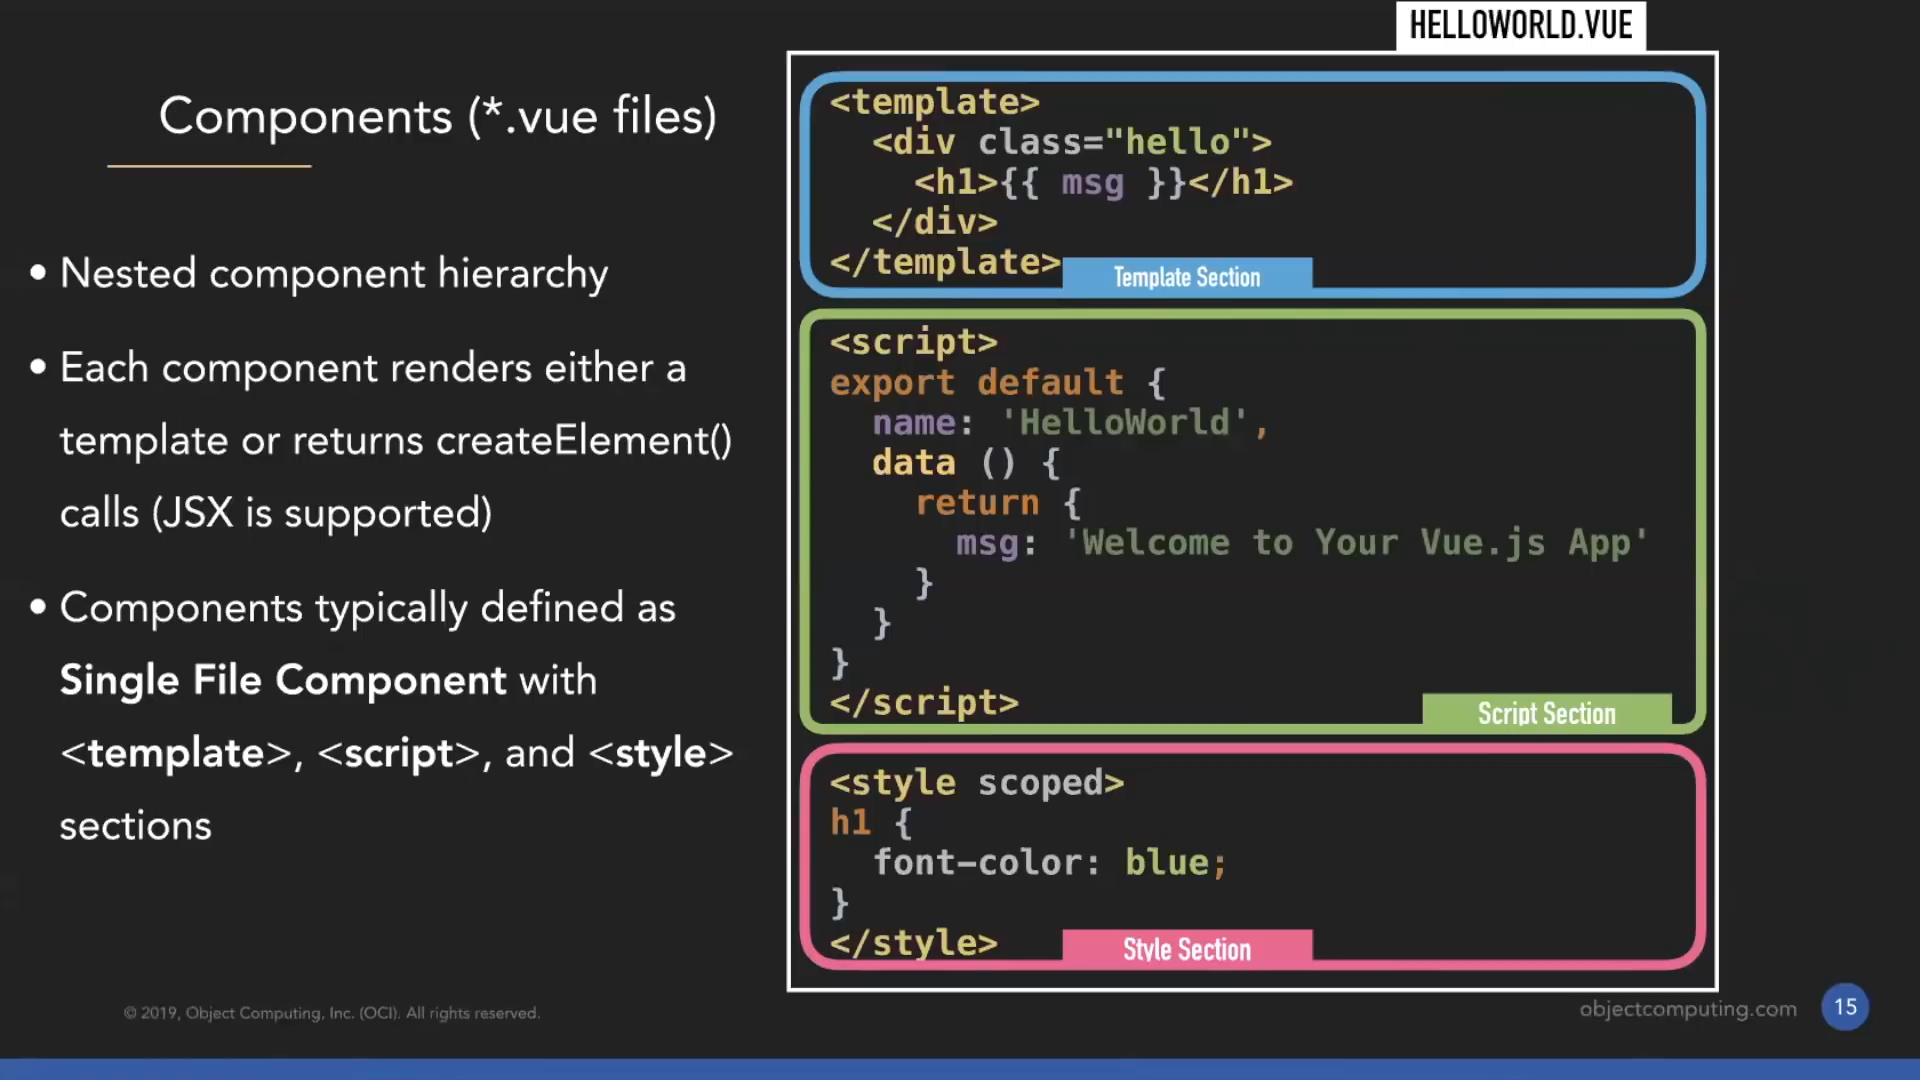 HELLOWORLD.VUE
Components (*.vue files)
• Nested component hierarchy
• Each component renders either a
template or returns createElement()
calls (JSX is supported)
• Components typically defined as
Single File Component with
<template>, <script>, and <style>
sections
<template>
  <div class="hello">
    <h1>{{ msg }}</h1>
  </div>
</template>
Template Section
<script>
export default {
  name: 'HelloWorld',
  data () {
    return {
      msg: 'Welcome to Your Vue.js App'
    }
  }
}
</script>
Script Section
<style scoped>
h1 {
  font-color: blue;
}
</style>
Style Section
© 2019, Object Computing, Inc. (OCI). All rights reserved.
objectcomputing.com
15